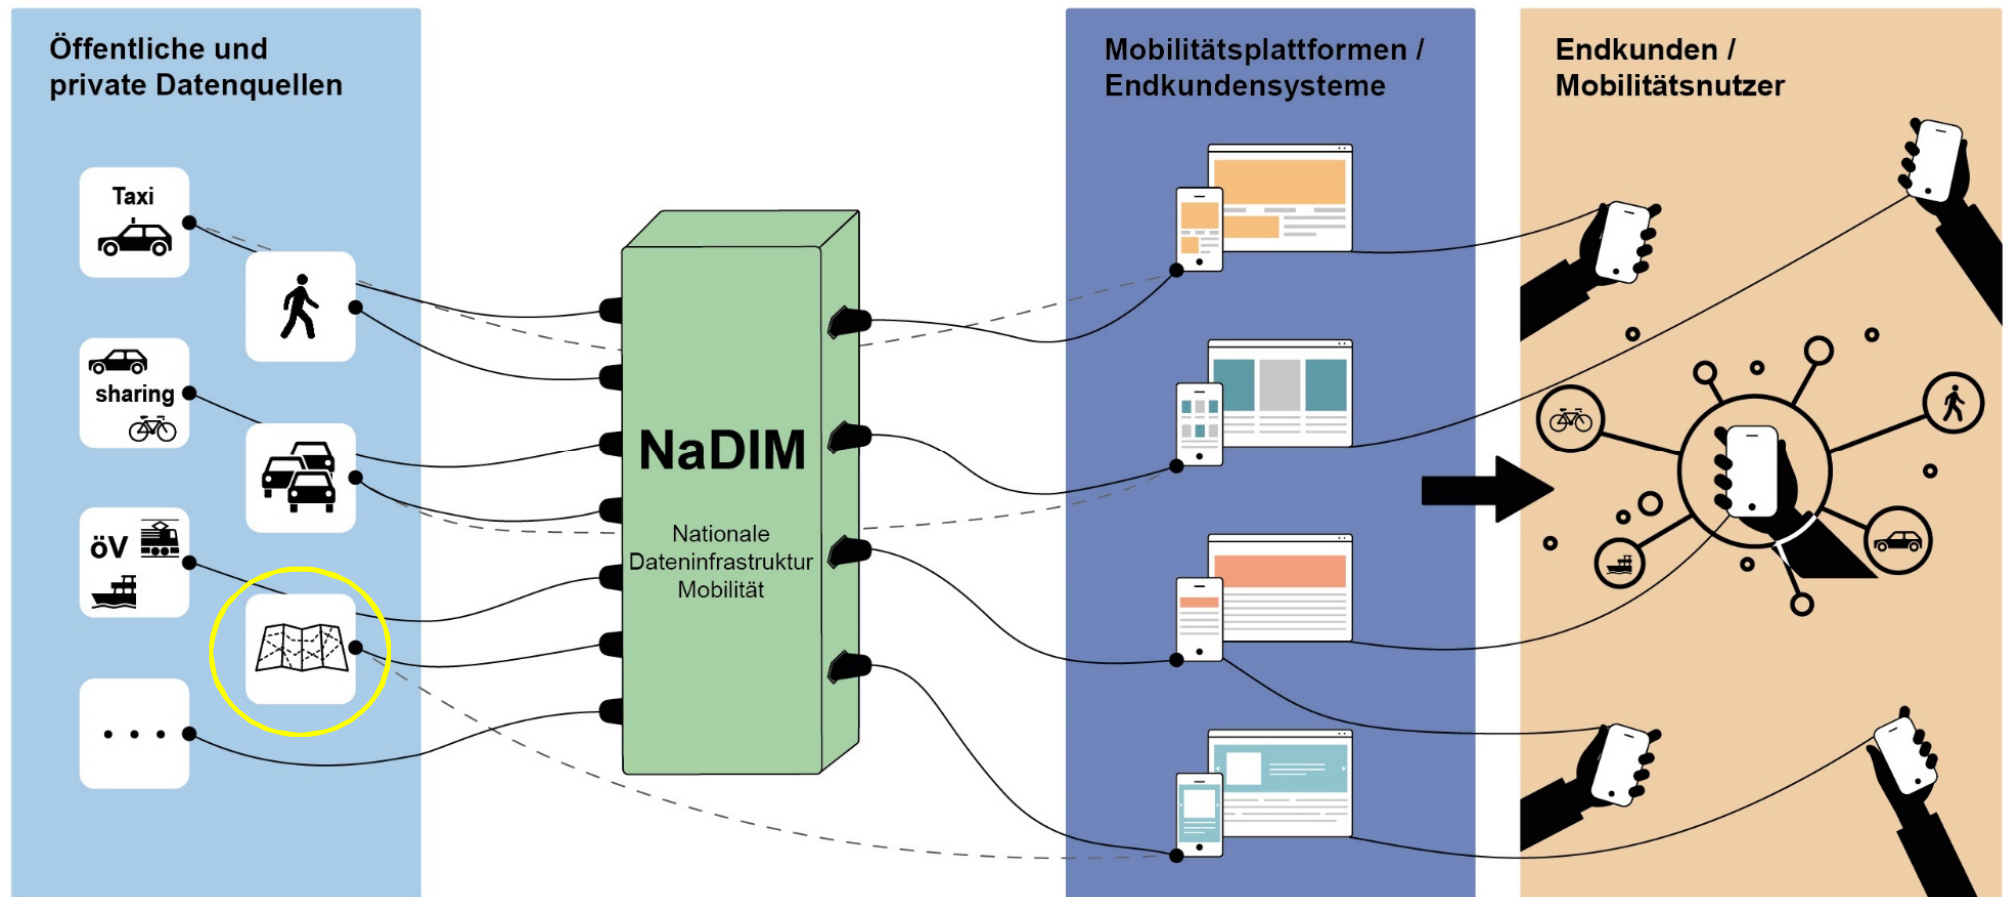 Öffentliche und
private Datenquellen
Taxi
sharing
öV
NaDIM
Nationale
Dateninfrastruktur
Mobilität
Mobilitätsplattformen /
Endkundensysteme
Endkunden /
Mobilitätsnutzer